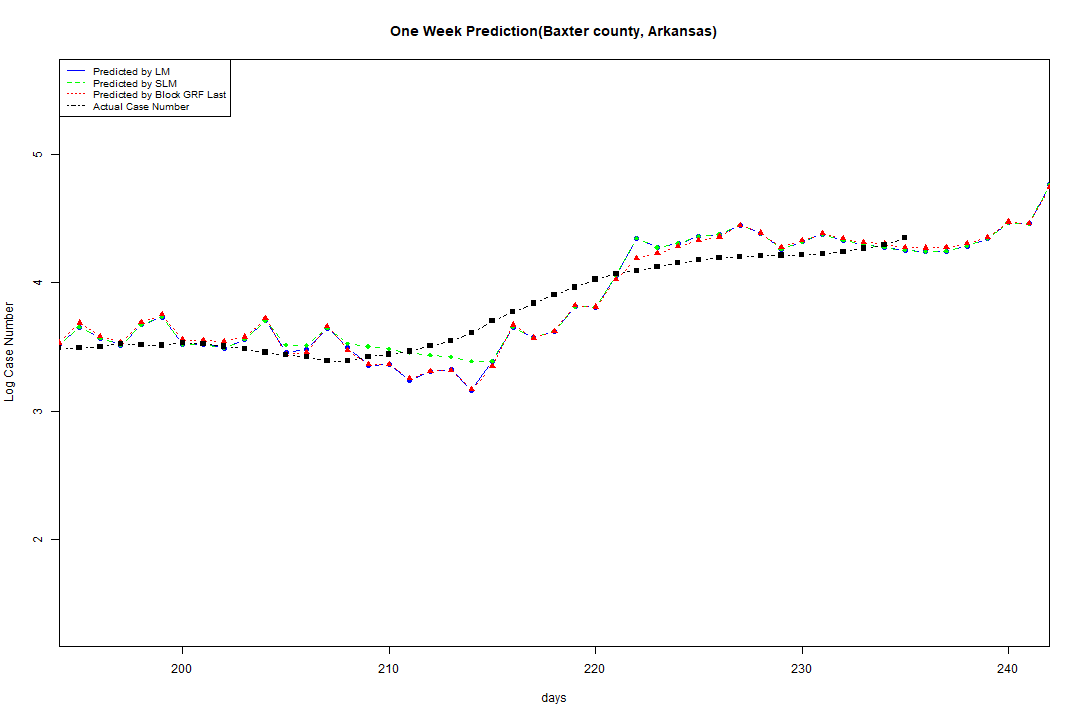 One Week Prediction(Baxter county, Arkansas)
Predicted by LM
Predicted by SLM
Predicted by Block GRF Last
Actual Case Number
5
4
3
2
Log Case Number
200 210 220 230 240
days